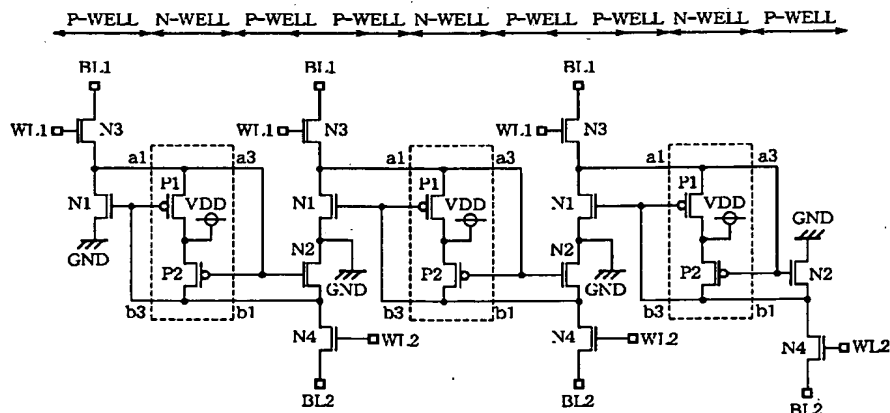 P-WELL N-WELL P-WELL P-WELL N-WELL P-WELL P-WELL N-WELL P-WELL
BL1 BL1 BL1
WL1 N3 WL1 N3 WL1 N3
a1 a3 a1 a3 a1 a3
P1 P1 P1
N1 VDD N1 VDD N1 VDD GND
GND P2 N2 GND P2 N2 GND P2 N2
b3 b1 b3 b1 b3 b1
N4 WL2 N4 WL2 N4 WL2
BL2 BL2 BL2